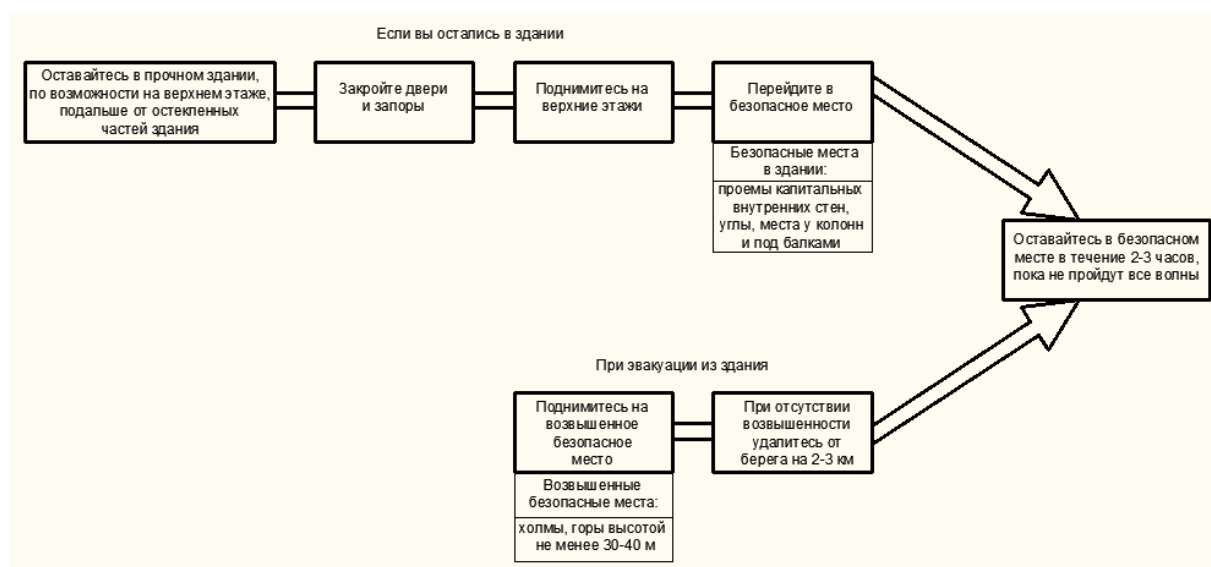 Если вы остались в здании
Оставайтесь в прочном здании,
по возможности на верхнем этаже,
подальше от остекленных
частей здания
Закройте двери
и запоры
Поднимитесь на
верхние этажи
Перейдите в
безопасное место
Безопасные места
в здании:
проемы капитальных
внутренних стен,
углы, места у колонн
и под балками
Оставайтесь в безопасном
месте в течение 2-3 часов,
пока не пройдут все волны
При эвакуации из здания
Поднимитесь на
возвышенное
безопасное
место
Возвышенные
безопасные места:
холмы, горы высотой
не менее 30-40 м
При отсутствии
возвышенности
удалитесь от
берега на 2-3 км